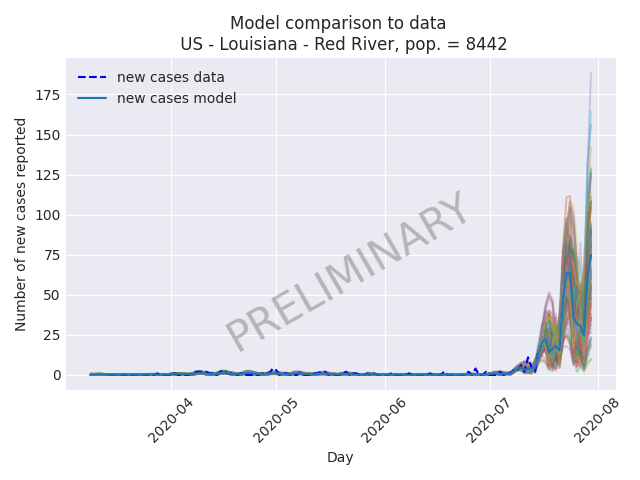 Model comparison to data
US - Louisiana - Red River, pop. = 8442
new cases data
new cases model
Number of new cases reported
175
150
125
100
75
50
25
0
PRELIMINARY
2020-04
2020-05
2020-06
2020-07
2020-08
Day